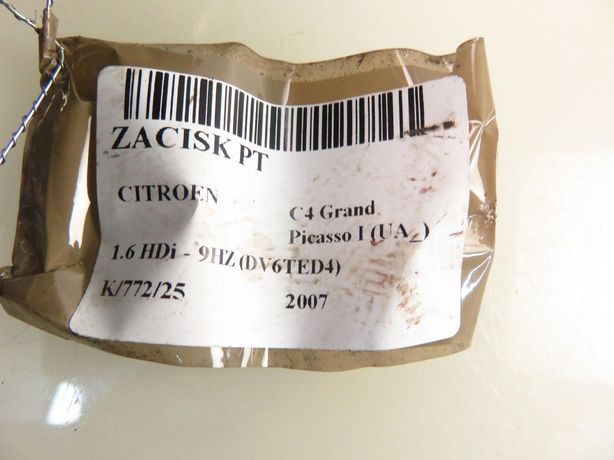 ZACISK PT
CITROEN
C4 Grand
Picasso I (UA_)
1.6 HDi - 9HZ (DV6TED4)
K/772/25
2007